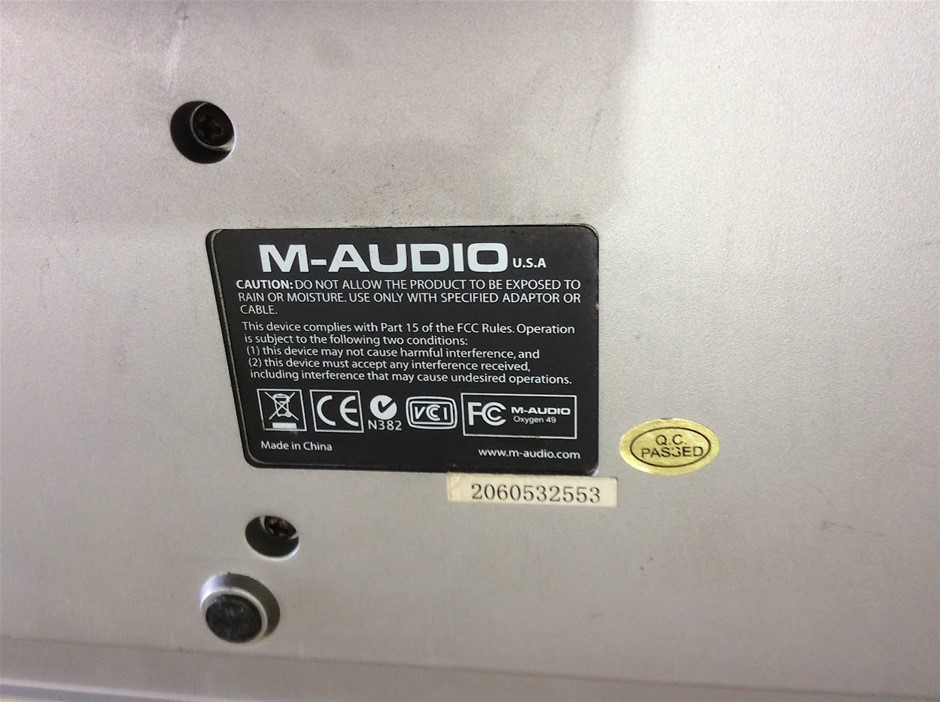 M-AUDIO U.S.A
CAUTION: DO NOT ALLOW THE PRODUCT TO BE EXPOSED TO
RAIN OR MOISTURE. USE ONLY WITH SPECIFIED ADAPTOR OR
CABLE.
This device complies with Part 15 of the FCC Rules. Operation
is subject to the following two conditions:
(1) this device may not cause harmful interference, and
(2) this device must accept any interference received,
including interference that may cause undesired operations.
CE N382 VCI FC M-AUDIO
Oxygen 49
Made in China
www.m-audio.com
Q.C.
PASSED
2060532553